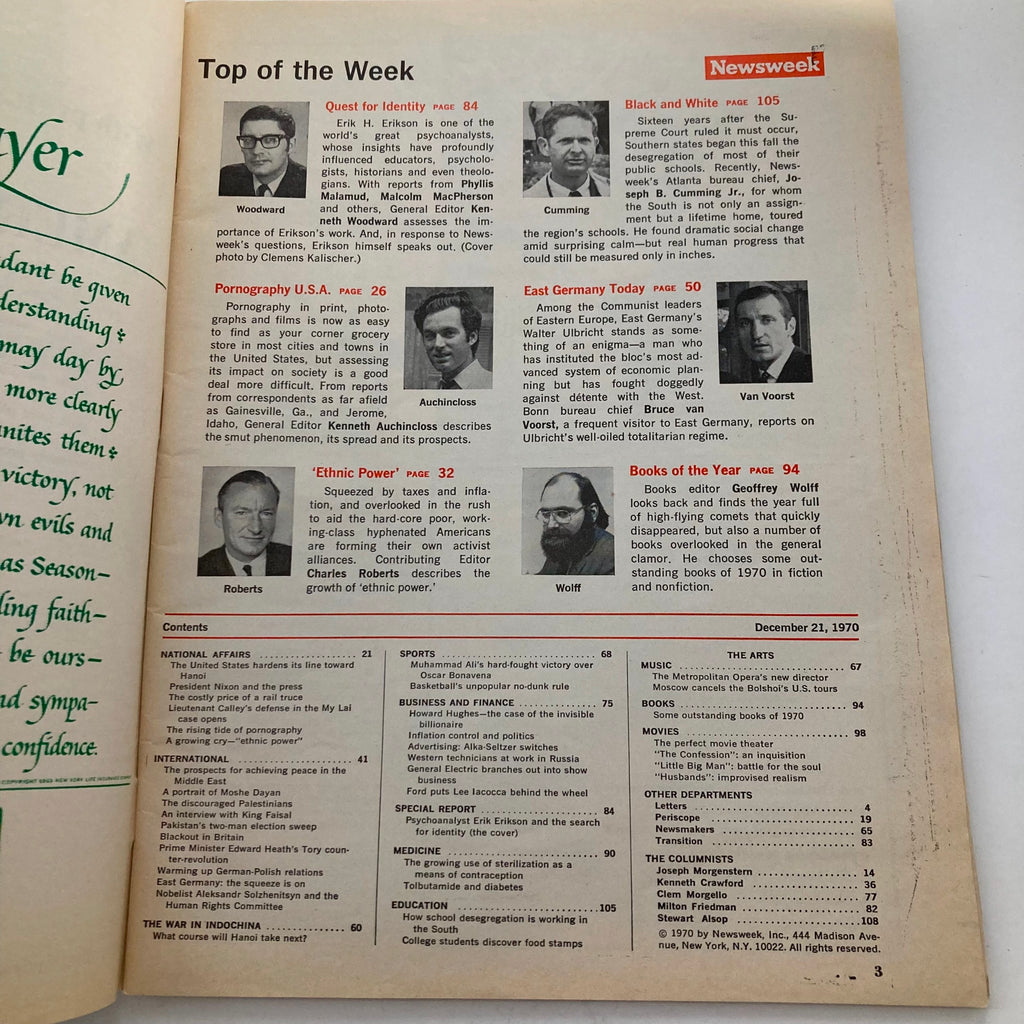 ayer
dant be given
derstanding
may day by
more clearly
nites them
victory, not
wn evils and
as Season—
ling faith—
be ours—
nd sympa-
confidence.
Top of the Week
Newsweek
Quest for Identity PAGE 84
Erik H. Erikson is one of the
world's great psychoanalysts,
whose insights have profoundly
influenced educators, psycholo-
gists, historians and even theolo-
gians. With reports from Phyllis
Malamud, Malcolm MacPherson
and others, General Editor Ken-
neth Woodward assesses the im-
portance of Erikson's work. And, in response to News-
week's questions, Erikson himself speaks out. (Cover
photo by Clemens Kalischer.)
Woodward
Black and White PAGE 105
Sixteen years after the Su-
preme Court ruled it must occur,
Southern states began this fall the
desegregation of most of their
public schools. Recently, News-
week's Atlanta bureau chief, Jo-
seph B. Cumming Jr., for whom
the South is not only an assign-
ment but a lifetime home, toured
the region's schools. He found dramatic social change
amid surprising calm—but real human progress that
could still be measured only in inches.
Cumming
Pornography U.S.A. PAGE 26
Pornography in print, photo-
graphs and films is now as easy
to find as your corner grocery
store in most cities and towns in
the United States, but assessing
its impact on society is a good
deal more difficult. From reports
from correspondents as far afield
as Gainesville, Ga., and Jerome,
Idaho, General Editor Kenneth Auchincloss describes
the smut phenomenon, its spread and its prospects.
Auchincloss
East Germany Today PAGE 50
Among the Communist leaders
of Eastern Europe, East Germany's
Walter Ulbricht stands as some-
thing of an enigma—a man who
has instituted the bloc's most ad-
vanced system of economic plan-
ning but has fought doggedly
against détente with the West.
Bonn bureau chief Bruce van
Voorst, a frequent visitor to East Germany, reports on
Ulbricht's well-oiled totalitarian regime.
Van Voorst
'Ethnic Power' PAGE 32
Squeezed by taxes and infla-
tion, and overlooked in the rush
to aid the hard-core poor, work-
ing-class hyphenated Americans
are forming their own activist
alliances. Contributing Editor
Charles Roberts describes the
growth of 'ethnic power.'
Roberts
Books of the Year PAGE 94
Books editor Geoffrey Wolff
looks back and finds the year full
of high-flying comets that quickly
disappeared, but also a number of
books overlooked in the general
clamor. He chooses some out-
standing books of 1970 in fiction
and nonfiction.
Wolff
Contents
December 21, 1970
NATIONAL AFFAIRS 21
The United States hardens its line toward
Hanoi
President Nixon and the press
The costly price of a rail truce
Lieutenant Calley's defense in the My Lai
case opens
The rising tide of pornography
A growing cry—"ethnic power"
INTERNATIONAL 41
The prospects for achieving peace in the
Middle East
A portrait of Moshe Dayan
The discouraged Palestinians
An interview with King Faisal
Pakistan's two-man election sweep
Blackout in Britain
Prime Minister Edward Heath's Tory coun-
ter-revolution
Warming up German-Polish relations
East Germany: the squeeze is on
Nobelist Aleksandr Solzhenitsyn and the
Human Rights Committee
THE WAR IN INDOCHINA 60
What course will Hanoi take next?
SPORTS 68
Muhammad Ali's hard-fought victory over
Oscar Bonavena
Basketball's unpopular no-dunk rule
BUSINESS AND FINANCE 75
Howard Hughes—the case of the invisible
billionaire
Inflation control and politics
Advertising: Alka-Seltzer switches
Western technicians at work in Russia
General Electric branches out into show
business
Ford puts Lee Iacocca behind the wheel
SPECIAL REPORT 84
Psychoanalyst Erik Erikson and the search
for identity (the cover)
MEDICINE 90
The growing use of sterilization as a
means of contraception
Tolbutamide and diabetes
EDUCATION 105
How school desegregation is working in
the South
College students discover food stamps
THE ARTS
MUSIC 67
The Metropolitan Opera's new director
Moscow cancels the Bolshoi's U.S. tours
BOOKS 94
Some outstanding books of 1970
MOVIES 98
The perfect movie theater
"The Confession": an inquisition
"Little Big Man": battle for the soul
"Husbands": improvised realism
OTHER DEPARTMENTS
Letters 4
Periscope 19
Newsmakers 65
Transition 83
THE COLUMNISTS
Joseph Morgenstern 14
Kenneth Crawford 36
Clem Morgello 77
Milton Friedman 82
Stewart Alsop 108
© 1970 by Newsweek, Inc., 444 Madison Ave-
nue, New York, N.Y. 10022. All rights reserved.
3